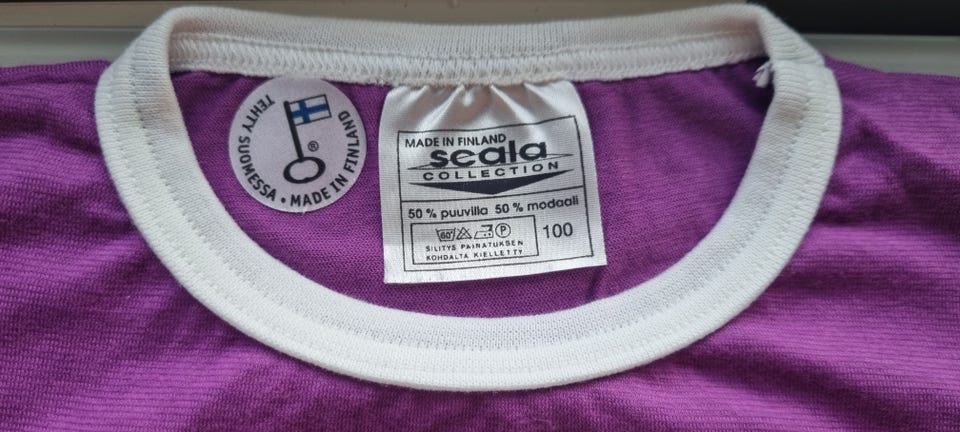 TEHTY SUOMESSA • MADE IN FINLAND
®
MADE IN FINLAND
scala
COLLECTION
50 % puuvilla 50 % modaali
60° P
100
SILITYS PAINATUKSEN
KOHDALTA KIELLETTY